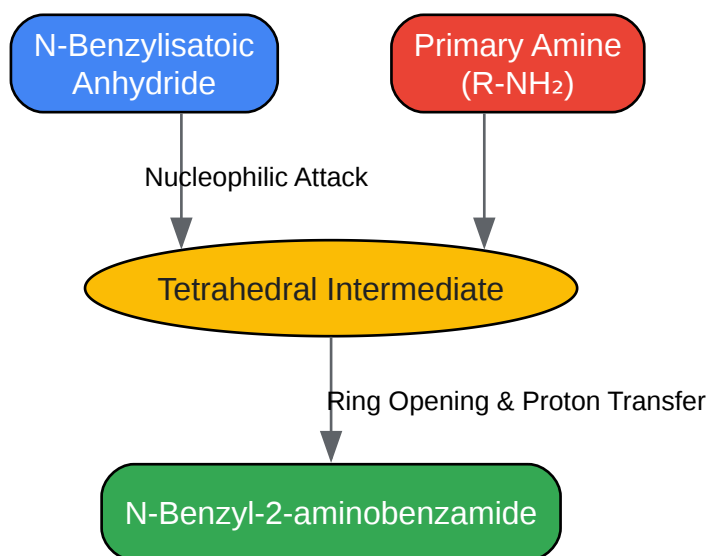 N-Benzylisatoic
Anhydride
Primary Amine
(R-NH₂)
Nucleophilic Attack
Tetrahedral Intermediate
Ring Opening & Proton Transfer
N-Benzyl-2-aminobenzamide